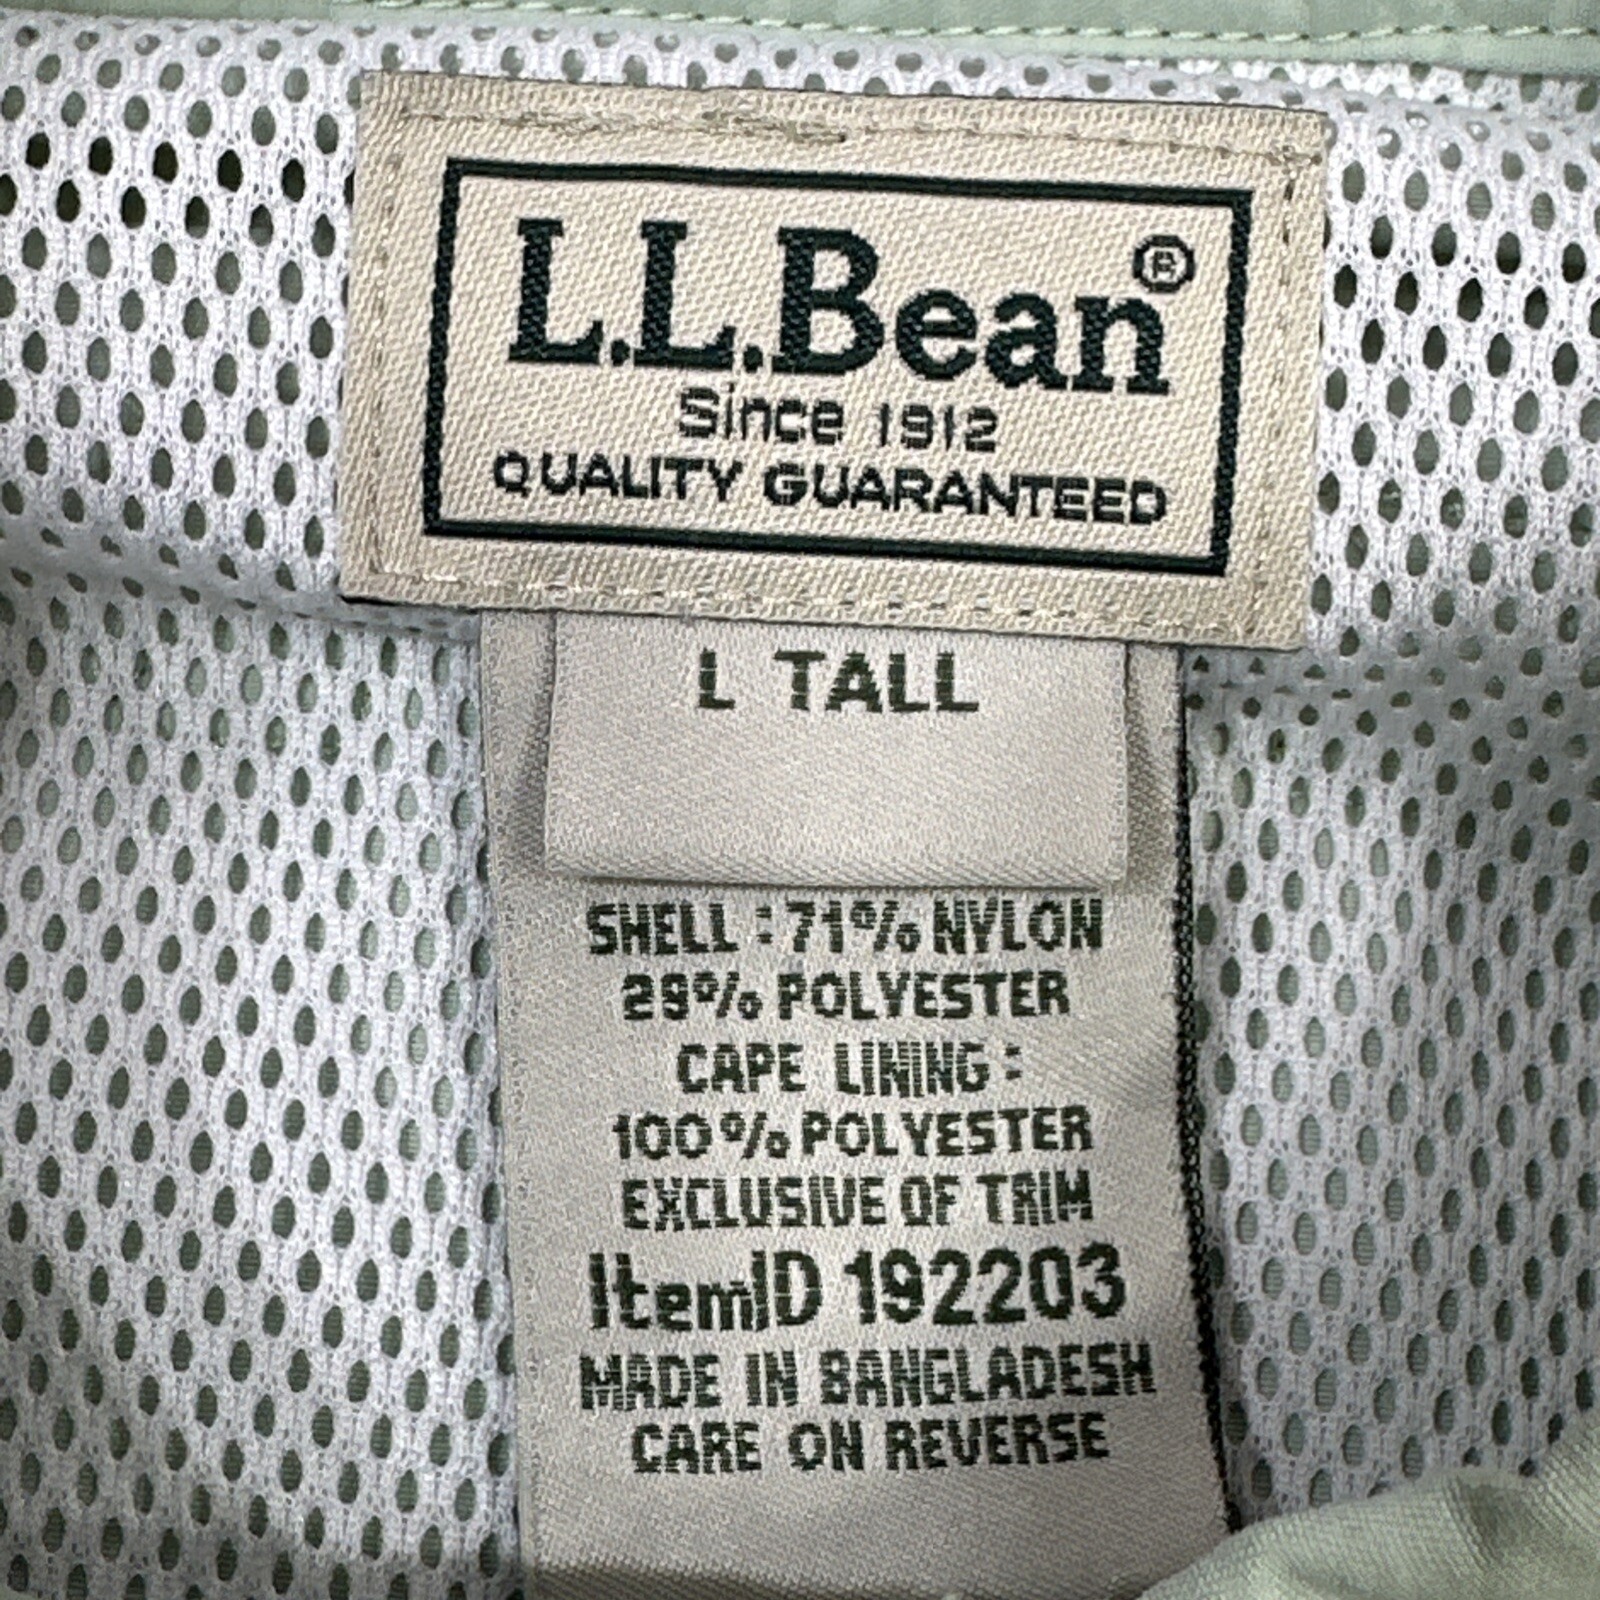 L.L.Bean®
Since 1912
QUALITY GUARANTEED
L TALL
SHELL : 71% NYLON
29% POLYESTER
CAPE LINING :
100% POLYESTER
EXCLUSIVE OF TRIM
ItemID 192203
MADE IN BANGLADESH
CARE ON REVERSE